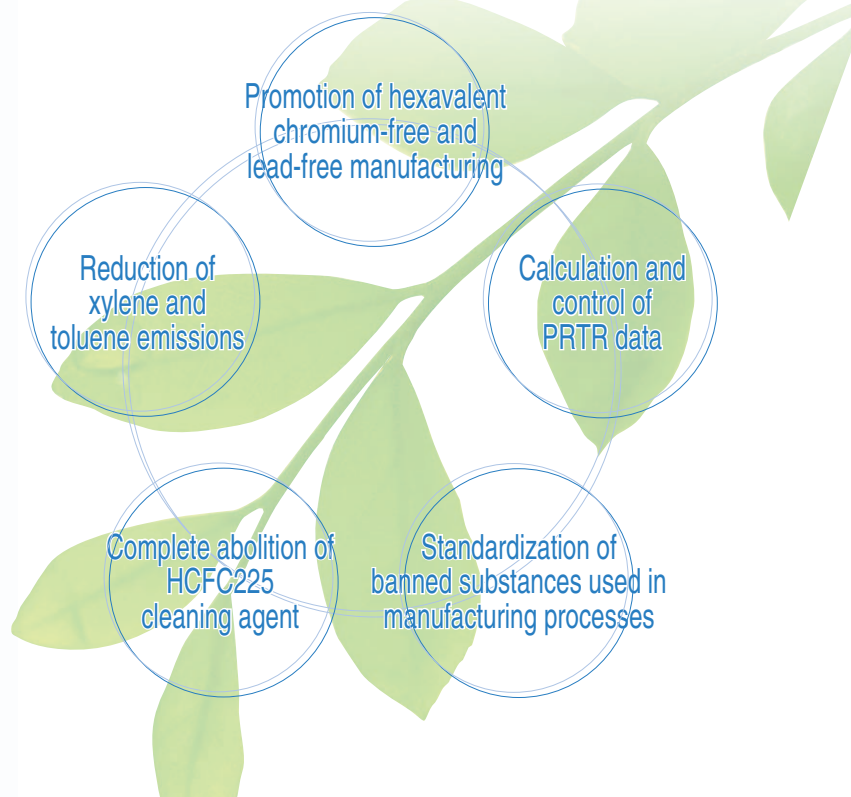 Promotion of hexavalent
chromium-free and
lead-free manufacturing
Reduction of
xylene and
toluene emissions
Calculation and
control of
PRTR data
Complete abolition of
HCFC225
cleaning agent
Standardization of
banned substances used in
manufacturing processes